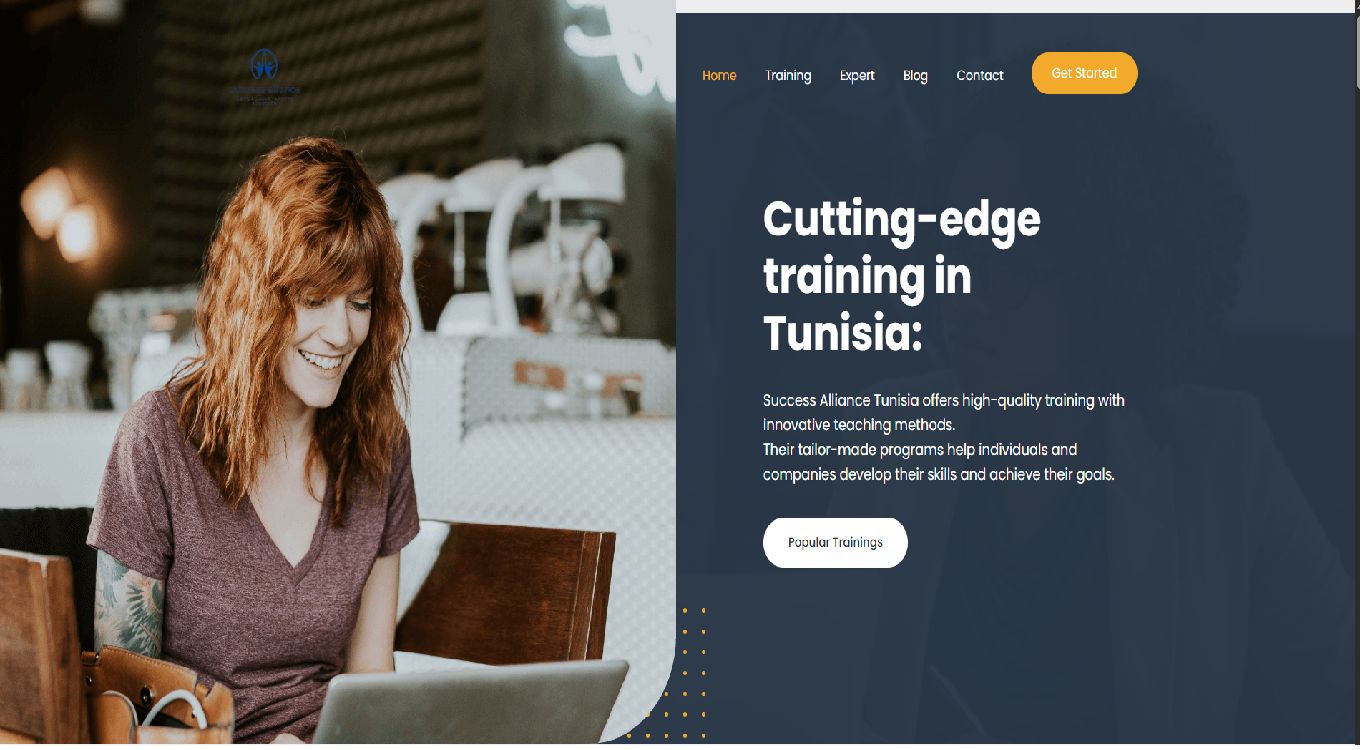 Home Training Expert Blog Contact Get Started
Cutting-edge
training in
Tunisia:
Success Alliance Tunisia offers high-quality training with
innovative teaching methods.
Their tailor-made programs help individuals and
companies develop their skills and achieve their goals.
Popular Trainings